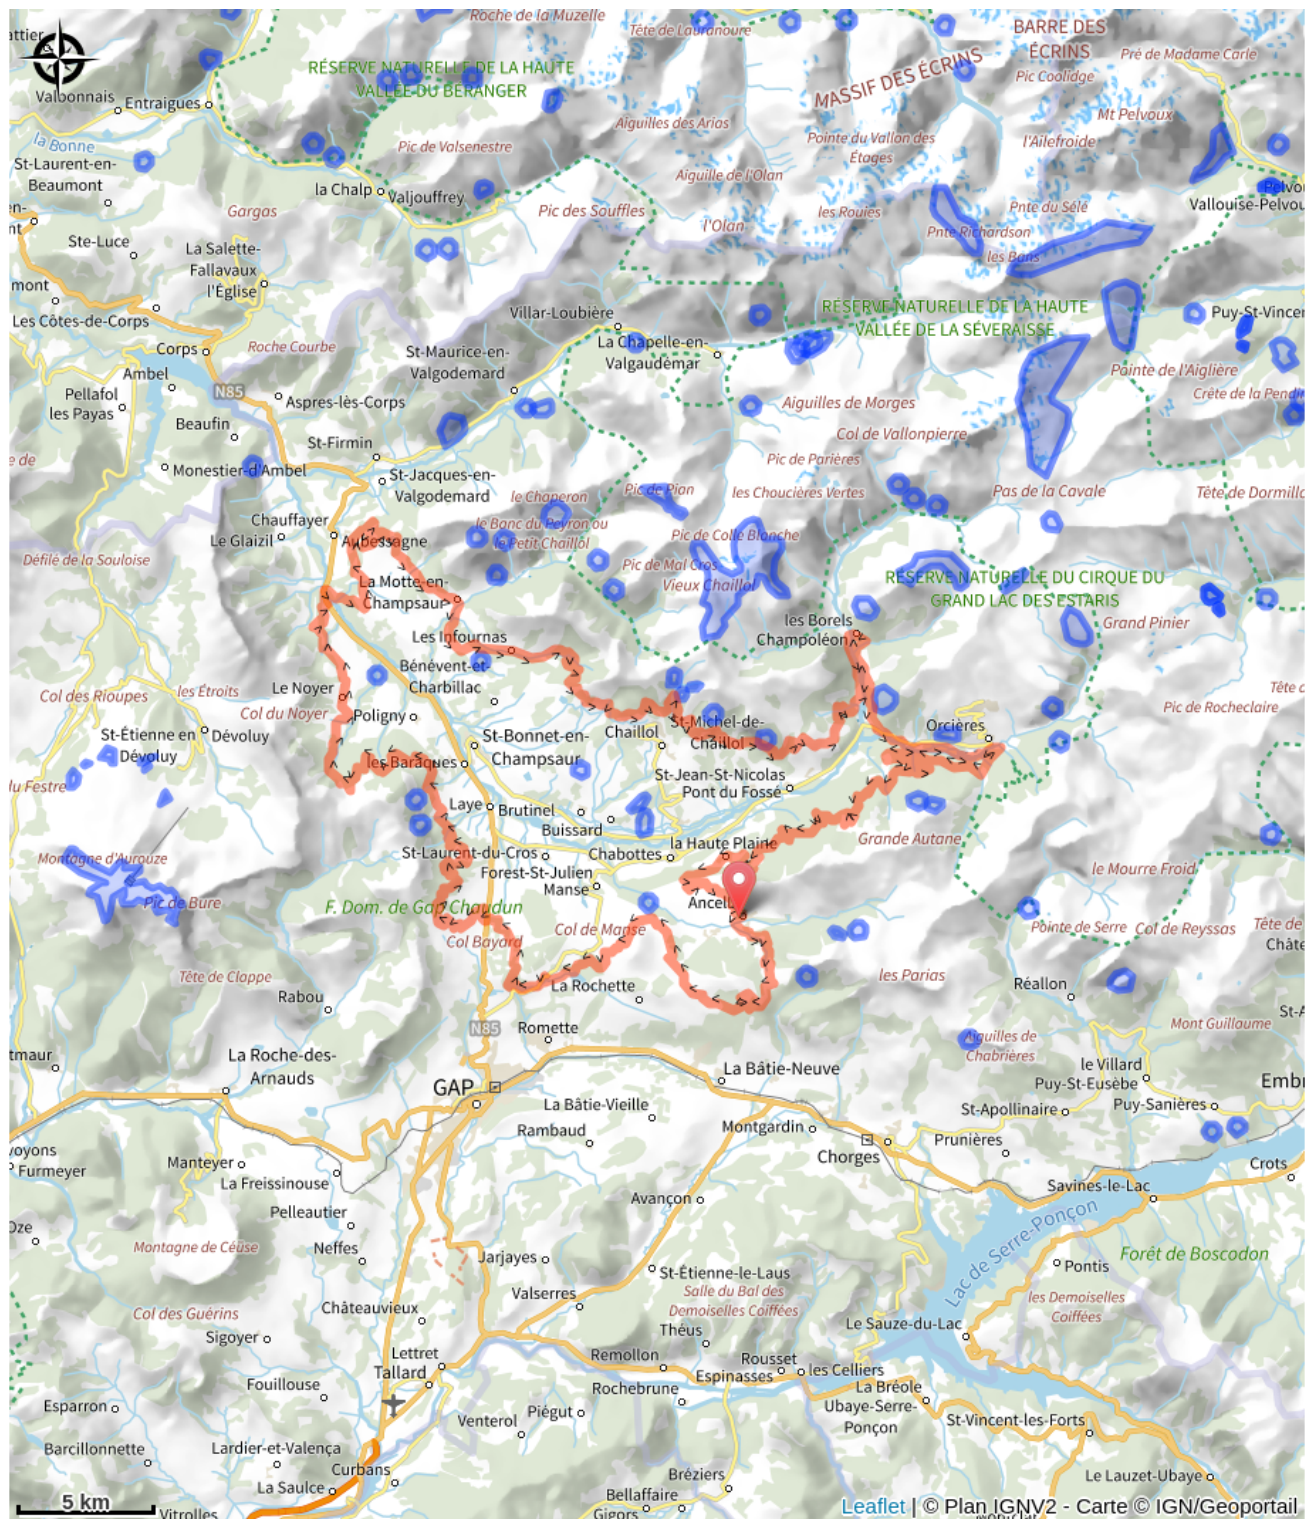 Roche de la Muzelle
Tête de Lauranoure
BARRE DES
ÉCRINS
Pré de Madame Carle
MASSIF DES ÉCRINS
Pic Coolidge
RÉSERVE NATURELLE DE LA HAUTE
VALLÉE DU BÉRANGER
Valbonnais
Entraigues
Mt Pelvoux
Aiguilles des Arias
Pointe du Vallon des
Étages
l'Ailefroide
la Bonne
Pic de Valsenestre
St-Laurent-en-
Beaumont
Aiguille de l'Olan
la Chalp
Valjouffrey
Vallouise-Pelvou
Gargas
Pic des Souffles
l'Olan
les Rouies
Pnte du Sélé
Pnte Richardson
les Bans
Ste-Luce
La Salette-
Fallavaux
l'Église
mont
Les Côtes-de-Corps
Villar-Loubière
RÉSERVE NATURELLE DE LA HAUTE
VALLÉE DE LA SÉVERAISSE
Puy-St-Vincen
Corps
Roche Courbe
St-Maurice-en-
Valgodemard
La Chapelle-en-
Valgaudémar
Ambel
Pointe de l'Aiglière
Pellafol
les Payas
N85
Aspres-lès-Corps
Aiguilles de Morges
Crête de la Pendi
Beaufin
St-Firmin
Col de Vallonpierre
e de
Monestier-d'Ambel
Pic de Parières
St-Jacques-en-
Valgodemard
le Chaperon
Pic de Pian
les Choucières Vertes
Pas de la Cavale
Tête de Dormillo
Chauffayer
Le Glaizil
Aubessagne
le Banc du Peyron ou
le Petit Chaillol
Pic de Colle Blanche
Défilé de la Souloise
La Motte-en-
Champsaur
Pic de Mal Cros
Vieux Chaillol
RÉSERVE NATURELLE DU CIRQUE DU
GRAND LAC DES ESTARIS
les Borels
Champoléon
Grand Pinier
Les Infournas
Bénévent-et-
Charbillac
Col des Rioupes
les Étroits
Le Noyer
Col du Noyer
Poligny
Tête c
Pic de Rocheclaire
St-Étienne en
Dévoluy
Dévoluy
St-Bonnet-en-
Champsaur
Chaillol
St-Michel-de-
Chaillol
Orcières
les Baraques
du Festre
St-Jean-St-Nicolas
Pont du Fossé
Laye
Brutinel
Buissard
Grande Autane
la Haute Plaine
Montagne d'Aurouze
St-Laurent-du-Cros
Chabottes
le Mourre Froid
Forest-St-Julien
Manse
Pic de Bure
F. Dom. de Gap Chaudun
Ancelle
Col Bayard
Col de Manse
Pointe de Serre
Col de Reyssas
Tête de
Châte
Tête de Clappe
La Rochette
les Parias
Réallon
Rabou
St-A
N85
Romette
Mont Guillaume
Aiguilles de
Chabrières
tmaur
La Roche-des-
Arnauds
GAP
La Bâtie-Neuve
le Villard
Puy-St-Eusèbe
Embr
La Bâtie-Vieille
St-Apollinaire
Puy-Sanières
Rambaud
Montgardin
Prunières
voyons
Furmeyer
Manteyer
La Freissinouse
Chorges
Crots
Savines-le-Lac
Avançon
Pelleautier
Oze
Lac de Serre-Ponçon
Montagne de Céüse
Neffes
Jarjayes
Forêt de Boscodon
Pontis
St-Étienne-le-Laus
Valserres
Salle du Bal des
Demoiselles Coiffées
les Demoiselles
Coiffées
Col des Guérins
Châteauvieux
Sigoyer
Théus
Le Sauze-du-Lac
Lettret
Tallard
Remollon
Rousset
Espinasses
les Celliers
Fouillouse
Rochebrune
La Bréole
Ubaye-Serre-
Ponçon
Esparron
Venterol
Piégut
St-Vincent-les-Forts
Barcillonnette
Lardier-et-Valença
Curbans
La Saulce
Bréziers
Le Lauzet-Ubaye
Bellaffaire
Gigors
5 km
Vitrolles
Leaflet | © Plan IGNV2 - Carte © IGN/Geoportail